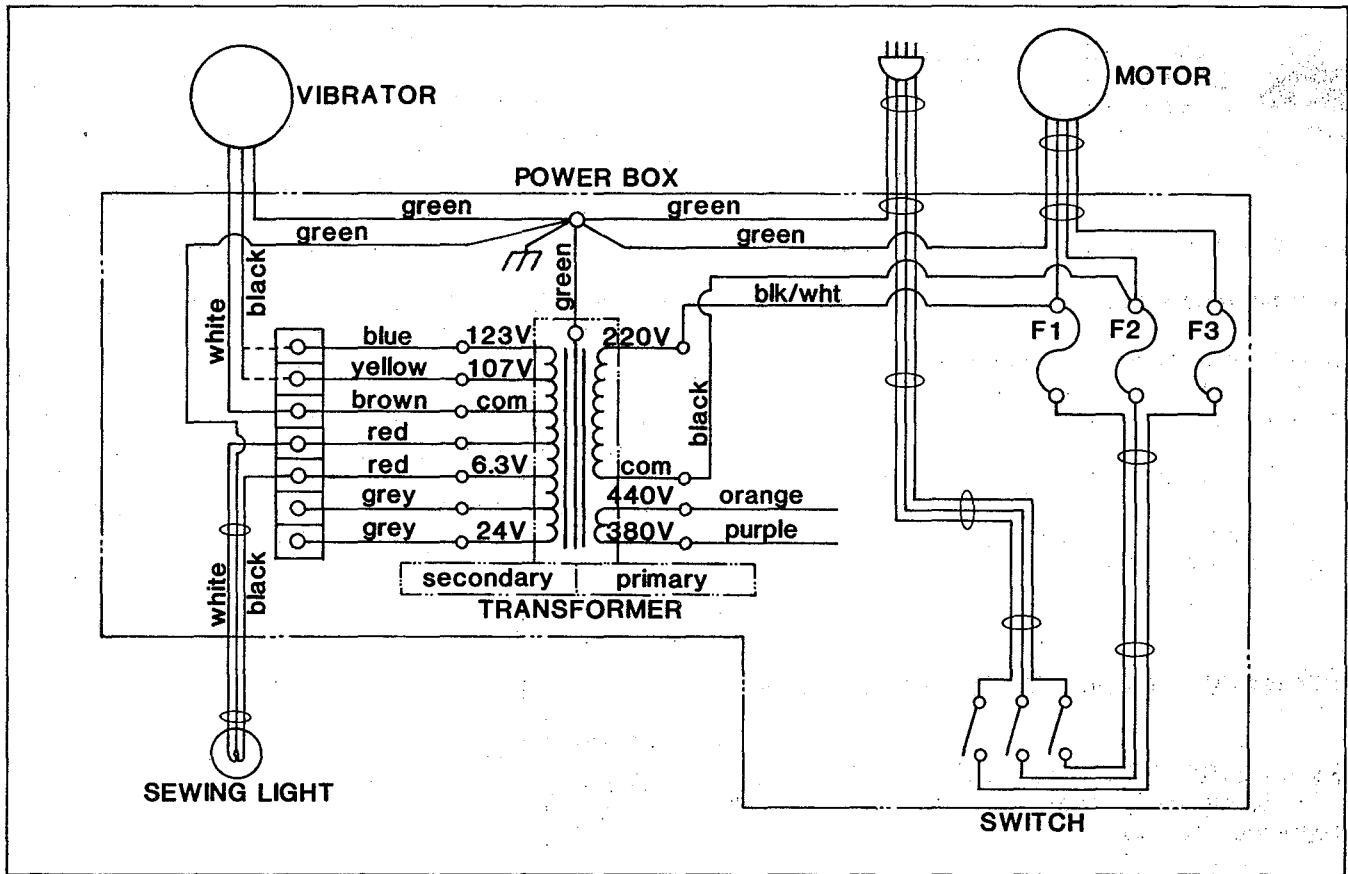 VIBRATOR
MOTOR
POWER BOX
green
green
green
green
black
white
green
blk/wht
F1
F2
F3
blue
123V
220V
yellow
107V
brown
com
black
red
red
6.3V
com
grey
440V
orange
grey
24V
380V
purple
secondary
primary
TRANSFORMER
white
black
SEWING LIGHT
SWITCH